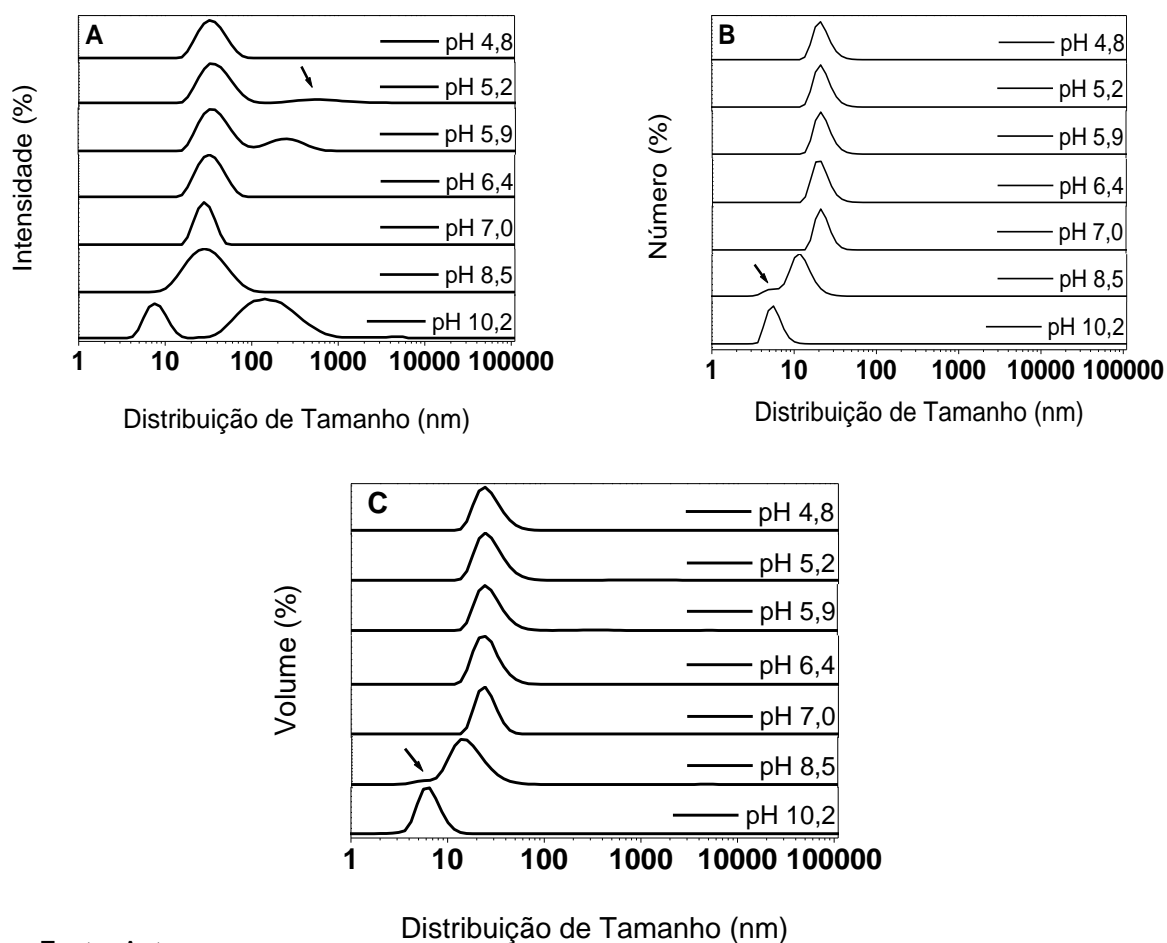 A
Intensidade (%)
pH 4,8
pH 5,2
pH 5,9
pH 6,4
pH 7,0
pH 8,5
pH 10,2
1 10 100 1000 10000 100000
Distribuição de Tamanho (nm)
B
Número (%)
pH 4,8
pH 5,2
pH 5,9
pH 6,4
pH 7,0
pH 8,5
pH 10,2
1 10 100 1000 10000 100000
Distribuição de Tamanho (nm)
C
Volume (%)
pH 4,8
pH 5,2
pH 5,9
pH 6,4
pH 7,0
pH 8,5
pH 10,2
1 10 100 1000 10000 100000
Distribuição de Tamanho (nm)